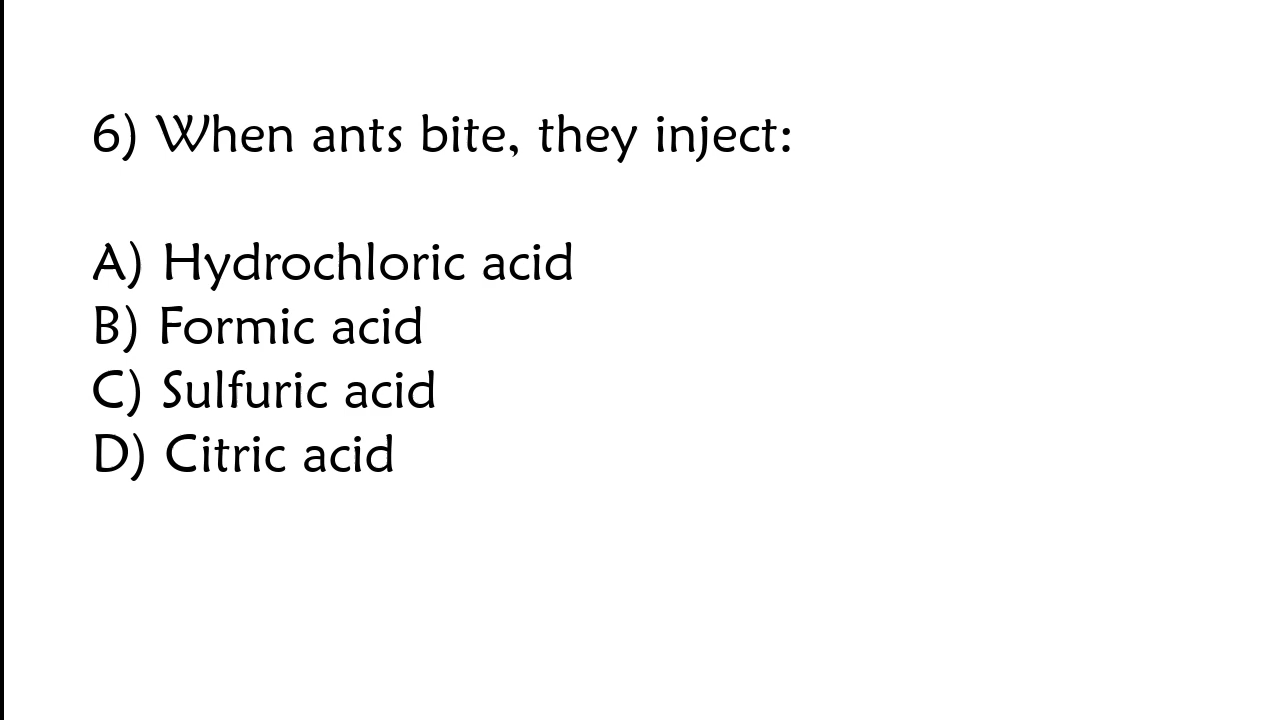 6) When ants bite, they inject:
A) Hydrochloric acid
B) Formic acid
C) Sulfuric acid
D) Citric acid